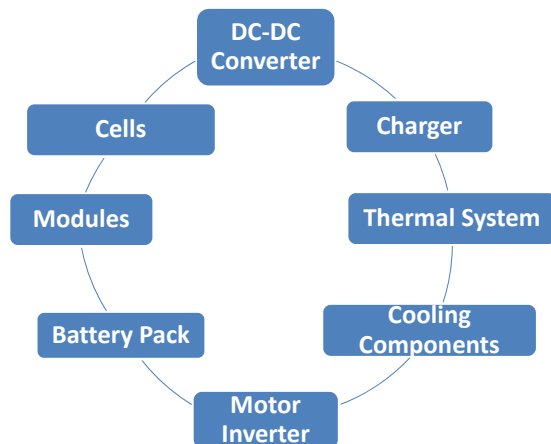 DC-DC
Converter
Charger
Thermal System
Cooling
Components
Motor
Inverter
Battery Pack
Modules
Cells